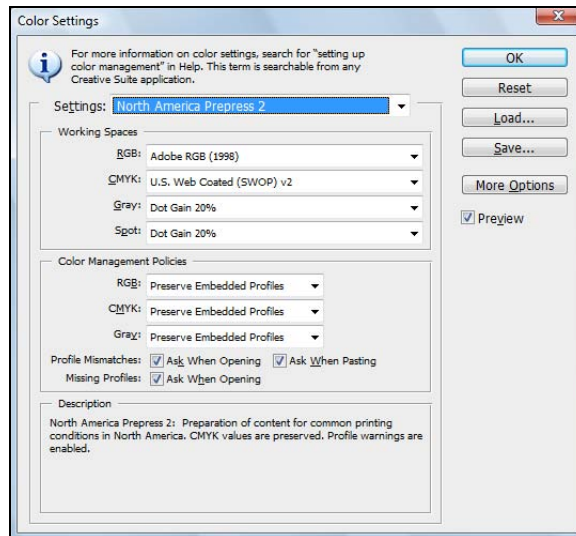 Color Settings
For more information on color settings, search for "setting up
color management" in Help. This term is searchable from any
Creative Suite application.
Settings: North America Prepress 2
Working Spaces
RGB: Adobe RGB (1998)
CMYK: U.S. Web Coated (SWOP) v2
Gray: Dot Gain 20%
Spot: Dot Gain 20%
Color Management Policies
RGB: Preserve Embedded Profiles
CMYK: Preserve Embedded Profiles
Gray: Preserve Embedded Profiles
Profile Mismatches: Ask When Opening Ask When Pasting
Missing Profiles: Ask When Opening
Description
North America Prepress 2: Preparation of content for common printing
conditions in North America. CMYK values are preserved. Profile warnings are
enabled.
OK
Reset
Load...
Save...
More Options
Preview